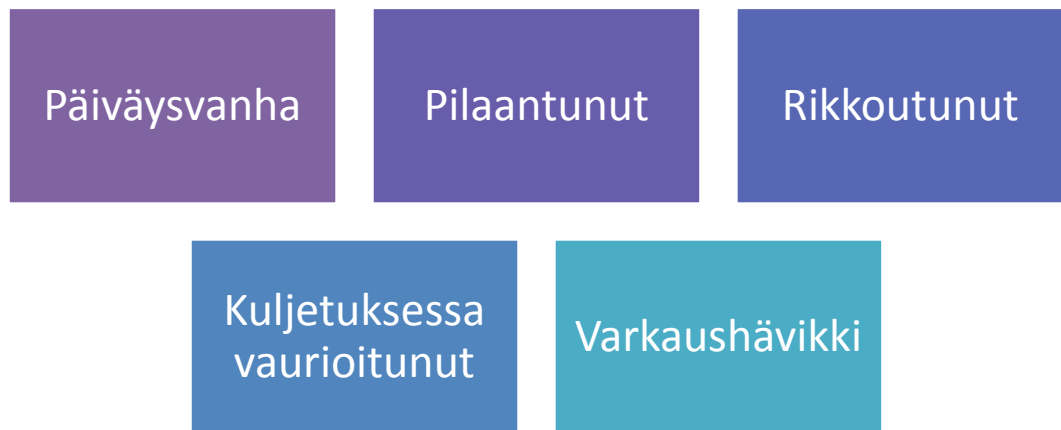 Päiväysvanha
Pilaantunut
Rikkoutunut
Kuljetuksessa
vaurioitunut
Varkaushävikki